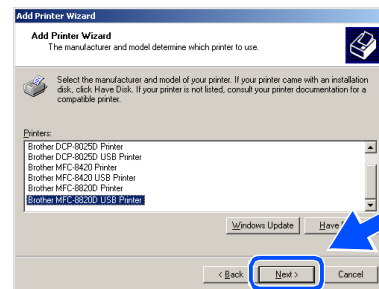 Add Printer Wizard
Add Printer Wizard
The manufacturer and model determine which printer to use.
Select the manufacturer and model of your printer. If your printer came with an installation
disk, click Have Disk. If your printer is not listed, consult your printer documentation for a
compatible printer.
Printers:
Brother DCP-8025D Printer
Brother DCP-8025D USB Printer
Brother MFC-8420 Printer
Brother MFC-8420 USB Printer
Brother MFC-8820D Printer
Brother MFC-8820D USB Printer
Windows Update
Have
< Back
Next >
Cancel